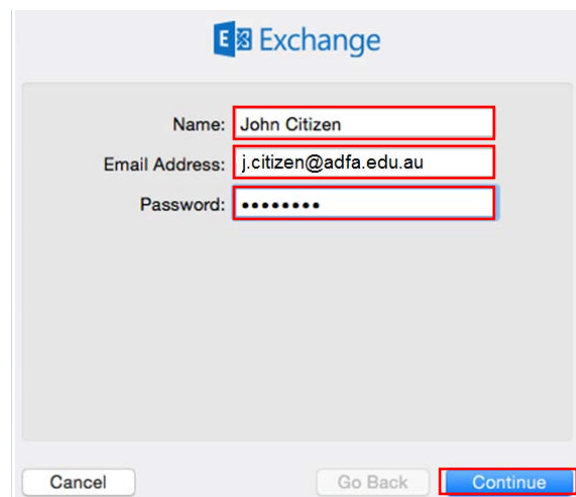 Exchange
Name: John Citizen
Email Address: j.citizen@adfa.edu.au
Password: ••••••••
Cancel Go Back Continue